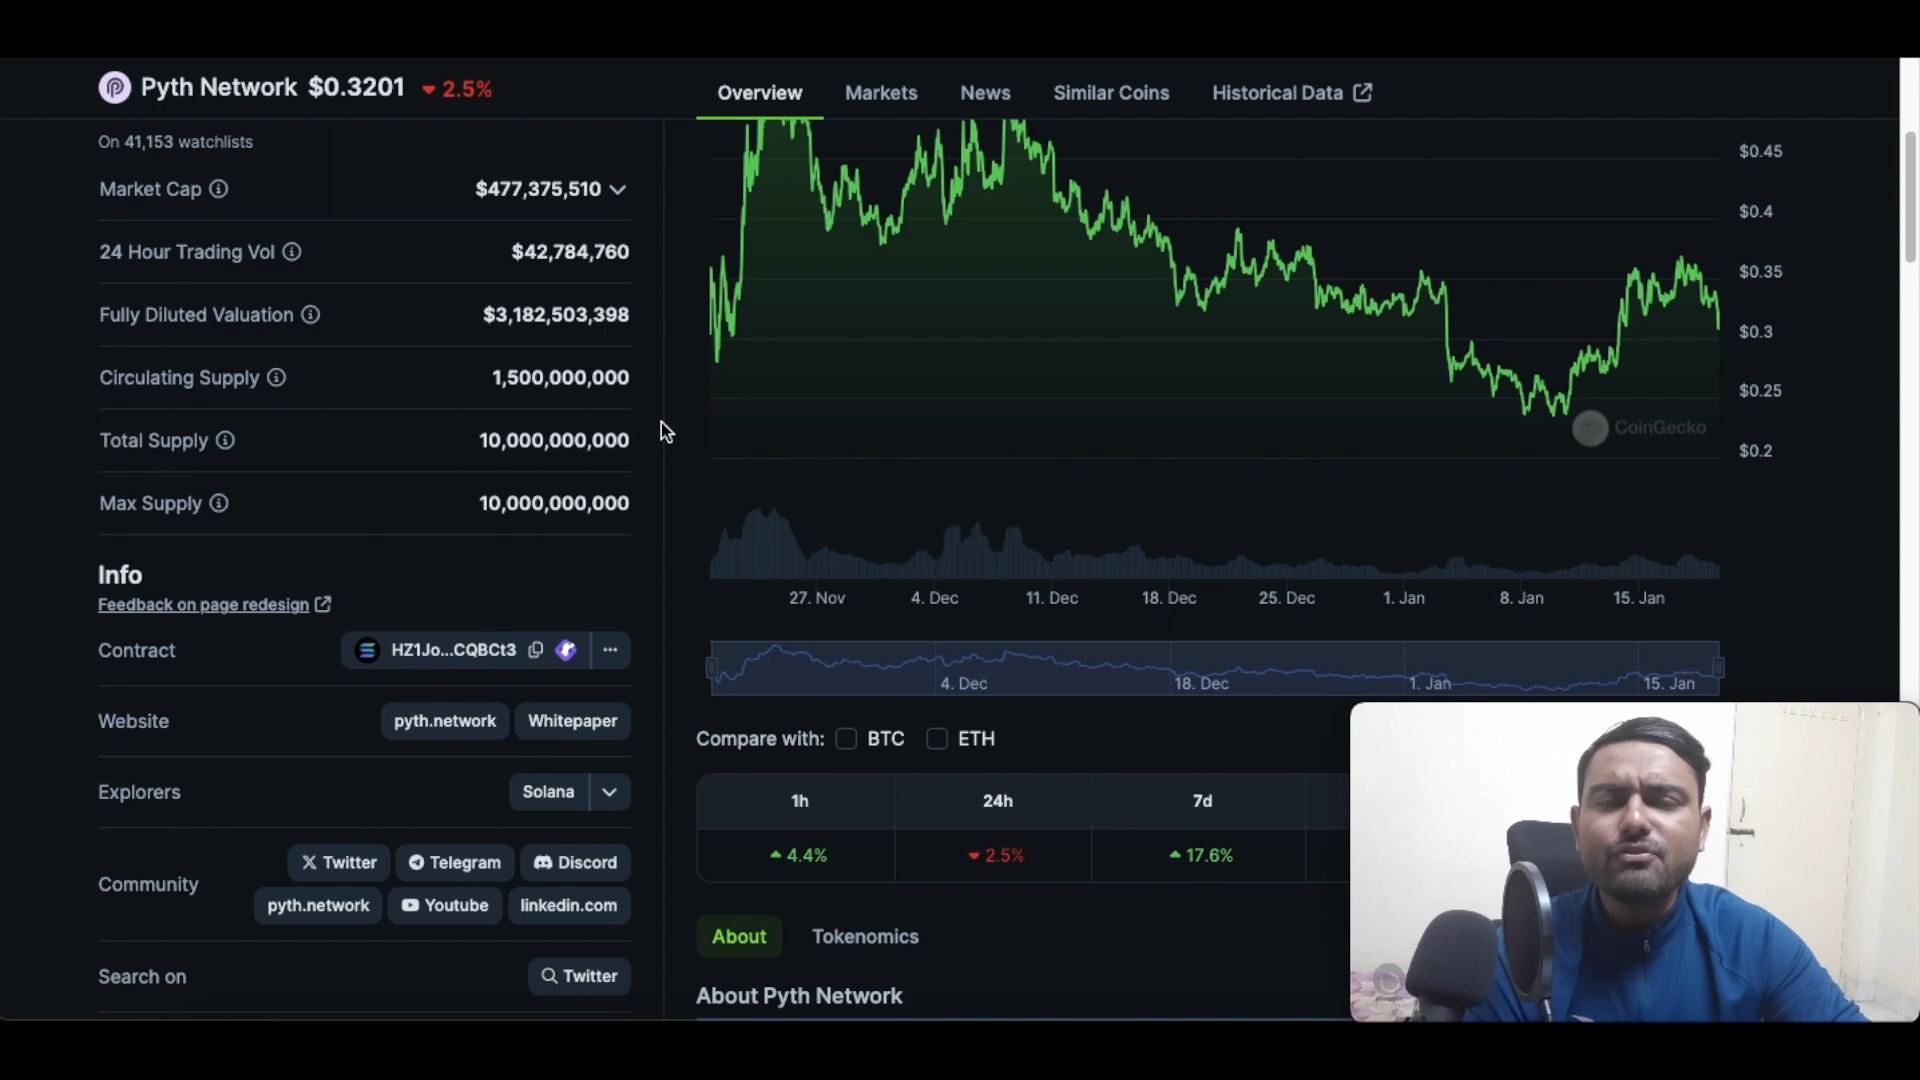 Pyth Network $0.3201 2.5%
Overview Markets News Similar Coins Historical Data
On 41,153 watchlists
Market Cap $477,375,510
24 Hour Trading Vol $42,784,760
Fully Diluted Valuation $3,182,503,398
Circulating Supply 1,500,000,000
Total Supply 10,000,000,000
Max Supply 10,000,000,000
Info
Feedback on page redesign
Contract HZ1Jo...CQBCt3
Website pyth.network Whitepaper
Explorers Solana
Community Twitter Telegram Discord
pyth.network Youtube linkedin.com
Search on Twitter
$0.45
$0.4
$0.35
$0.3
$0.25
CoinGecko
$0.2
27. Nov 4. Dec 11. Dec 18. Dec 25. Dec 1. Jan 8. Jan 15. Jan
4. Dec 18. Dec 1. Jan 15. Jan
Compare with: BTC ETH
1h 24h 7d
4.4% 2.5% 17.6%
About Tokenomics
About Pyth Network